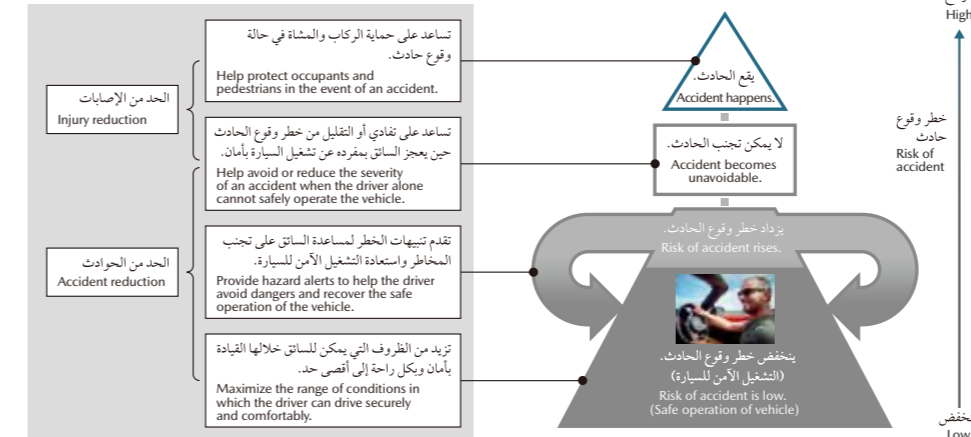 الحد من الإصابات
Injury reduction
الحد من الحوادث
Accident reduction
تساعد على حماية الركاب والمشاة في حالة
وقوع حادث.
Help protect occupants and
pedestrians in the event of an accident.
تساعد على تفادي أو التقليل من خطر وقوع الحادث
حين يعجز السائق بمفرده عن تشغيل السيارة بأمان.
Help avoid or reduce the severity
of an accident when the driver alone
cannot safely operate the vehicle.
تقدم تنبيهات الخطر لمساعدة السائق على تجنب
المخاطر واستعادة التشغيل الآمن للسيارة.
Provide hazard alerts to help the driver
avoid dangers and recover the safe
operation of the vehicle.
تزيد من الظروف التي يمكن للسائق خلالها القيادة
بأمان وبكل راحة إلى أقصى حد.
Maximize the range of conditions in
which the driver can drive securely
and comfortably.
يقع الحادث.
Accident happens.
لا يمكن تجنب الحادث.
Accident becomes
unavoidable.
يزداد خطر وقوع الحادث.
Risk of accident rises.
ينخفض خطر وقوع الحادث.
(التشغيل الآمن للسيارة)
Risk of accident is low.
(Safe operation of vehicle)
High
خطر وقوع
حادث
Risk of
accident
Low